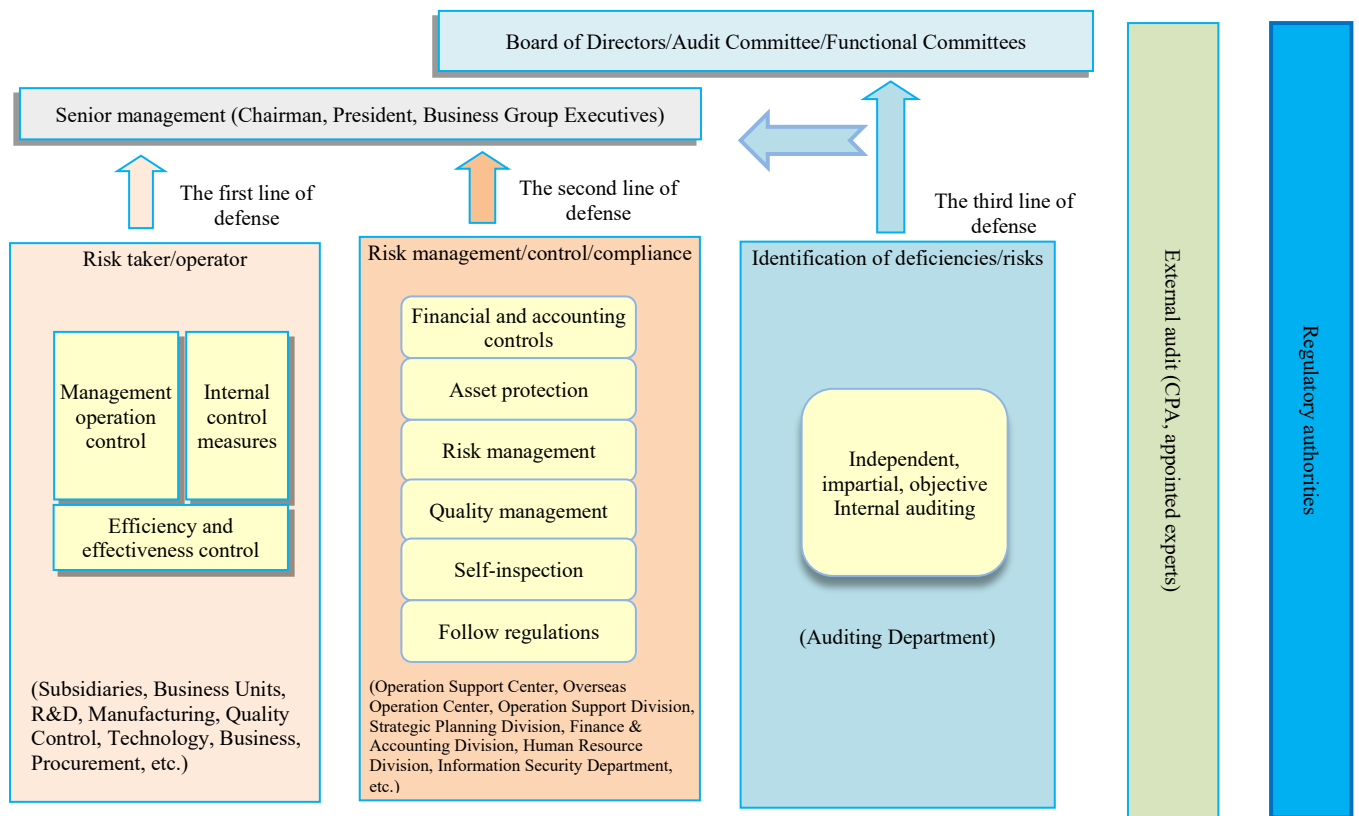 Board of Directors/Audit Committee/Functional Committees
Senior management (Chairman, President, Business Group Executives)
The first line of
defense
The second line of
defense
The third line of
defense
Risk taker/operator
Management
operation
control
Internal
control
measures
Efficiency and
effectiveness control
(Subsidiaries, Business Units,
R&D, Manufacturing, Quality
Control, Technology, Business,
Procurement, etc.)
Risk management/control/compliance
Financial and accounting
controls
Asset protection
Risk management
Quality management
Self-inspection
Follow regulations
(Operation Support Center, Overseas
Operation Center, Operation Support Division,
Strategic Planning Division, Finance &
Accounting Division, Human Resource
Division, Information Security Department,
etc.)
Identification of deficiencies/risks
Independent,
impartial, objective
Internal auditing
(Auditing Department)
External audit (CPA, appointed experts)
Regulatory authorities